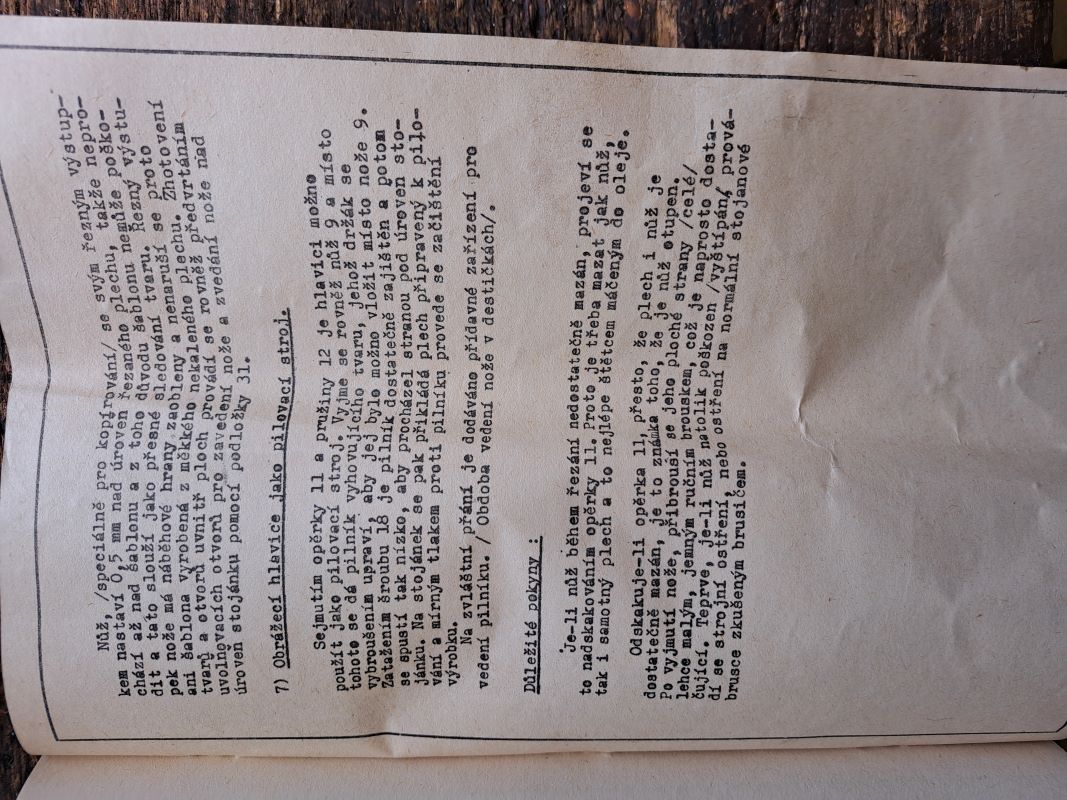 Nůž, /speciálně pro kopírování/ se svým řezným výstup-
kem nastaví 0,5 mm nad úroveň řezaného plechu, takže nepro-
chází až nad šablonu a z toho důvodu šablonu nemůže poško-
dit a tato slouží jako přesné sledování tvaru. Řezný výstu-
pek nože má náběhové hrany zaobleny a nenaruší se proto
ani šablona vyrobená z měkkého nekaleného plechu. Zhotovení
tvarů a otvorů uvnitř ploch provádí se rovněž předvrtáním
uvolňovacích otvorů pro zavedení nože a zvedání nože nad
úroveň stojánku pomocí podložky 31.
7) Obrážecí hlavice jako pilovací stroj.
Sejmutím opěrky 11 a pružiny 12 je hlavici možno
použít jako pilovací stroj. Vyjme se rovněž nůž 9 a místo
tohoto se dá pilník vyhovujícího tvaru, jehož držák se
vybroušením upraví, aby jej bylo možno vložit místo nože 9.
Zatažením šroubu 18 je pilník dostatečně zajištěn a potom
se spustí tak nízko, aby procházel stranou pod úroveň sto-
jánku. Na stojánek se pak přikládá plech připravený k pilo-
vání a mírným tlakem proti pilníku provede se začištění
výrobku.
Na zvláštní přání je dodáváno přídavné zařízení pro
vedení pilníku. / Obdoba vedení nože v destičkách/.
Důležité pokyny :
Je-li nůž během řezání nedostatečně mazán, projeví se
to nadskakováním opěrky 11. Proto je třeba mazat jak nůž,
tak i samotný plech a to nejlépe štětcem máčeným do oleje.
Odskakuje-li opěrka 11, přesto, že plech i nůž je
dostatečně mazán, je to známka toho, že je nůž otupen.
Po vyjmutí nože, přibrousí se jeho ploché strany /celé/
lehce malým, jemným ručním brouskem, což je naprosto dosta-
čující. Teprve, je-li nůž natolik poškozen /vyštípán/ prová-
dí se strojní ostření, nebo ostření na normální stojanové
brusce zkušeným brusičem.